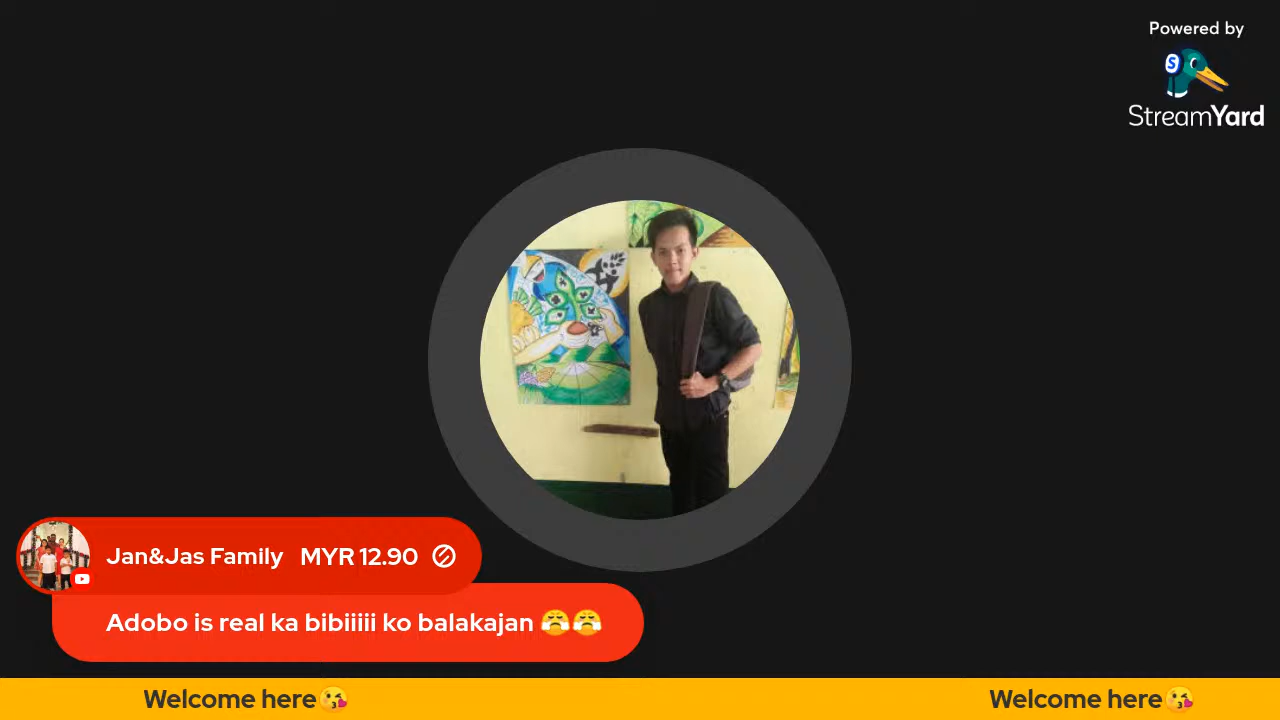 Powered by
S
StreamYard
Jan&Jas Family MYR 12.90
Adobo is real ka bibiiiii ko balakajan 😤😤
Welcome here😘 Welcome here😘